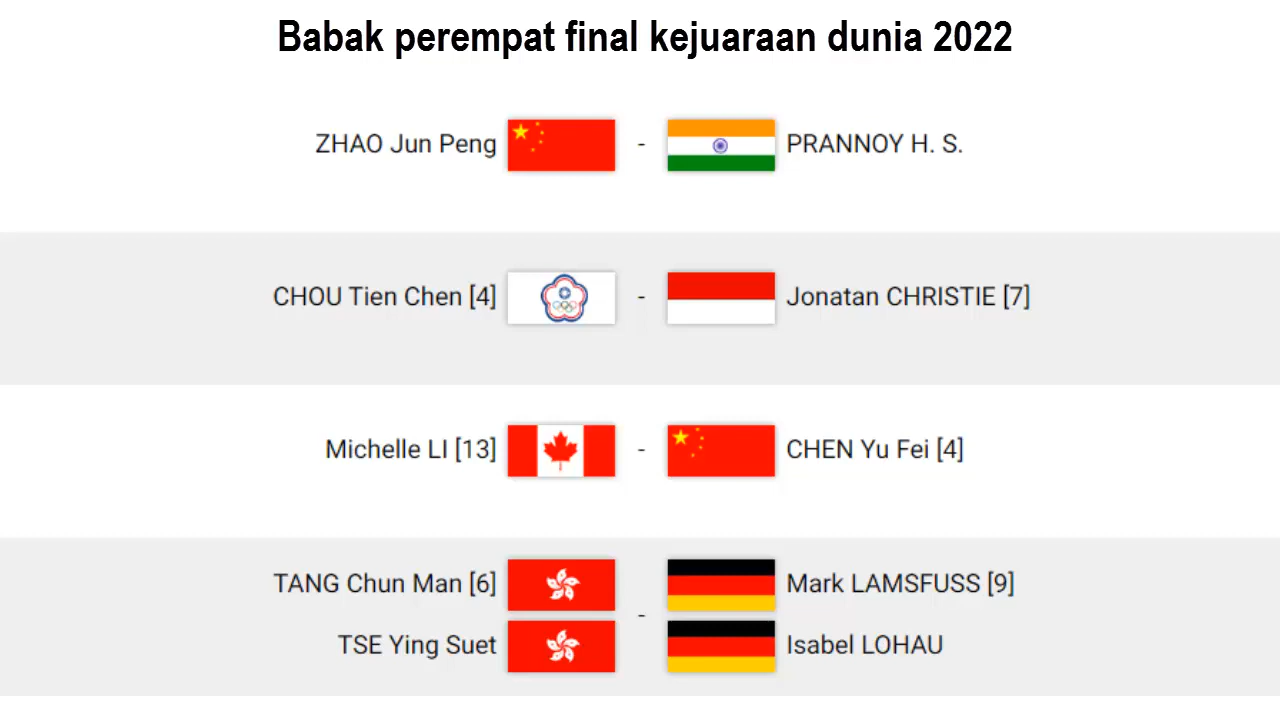 Babak perempat final kejuaraan dunia 2022
ZHAO Jun Peng - PRANNOY H. S.
CHOU Tien Chen [4] - Jonatan CHRISTIE [7]
Michelle LI [13] - CHEN Yu Fei [4]
TANG Chun Man [6] - Mark LAMSFUSS [9]
TSE Ying Suet Isabel LOHAU